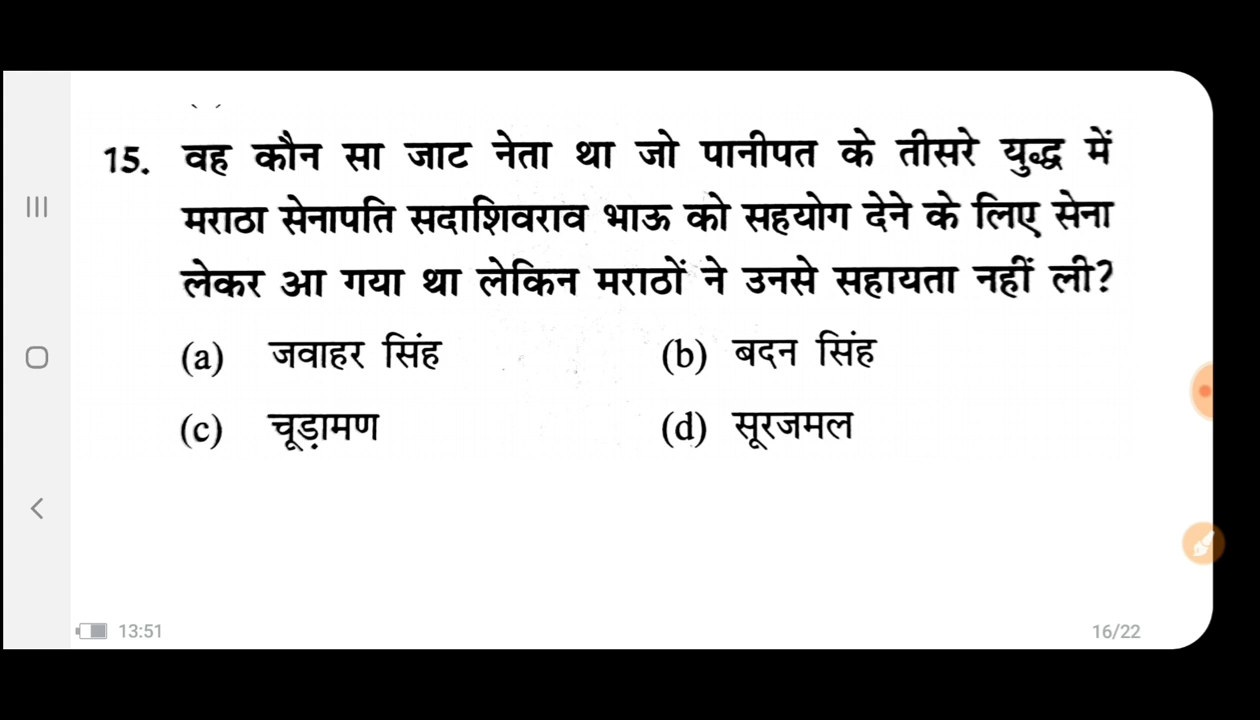 15. वह कौन सा जाट नेता था जो पानीपत के तीसरे युद्ध में
मराठा सेनापति सदाशिवराव भाऊ को सहयोग देने के लिए सेना
लेकर आ गया था लेकिन मराठों ने उनसे सहायता नहीं ली?
(a) जवाहर सिंह (b) बदन सिंह
(c) चूड़ामण (d) सूरजमल
13:51 16/22